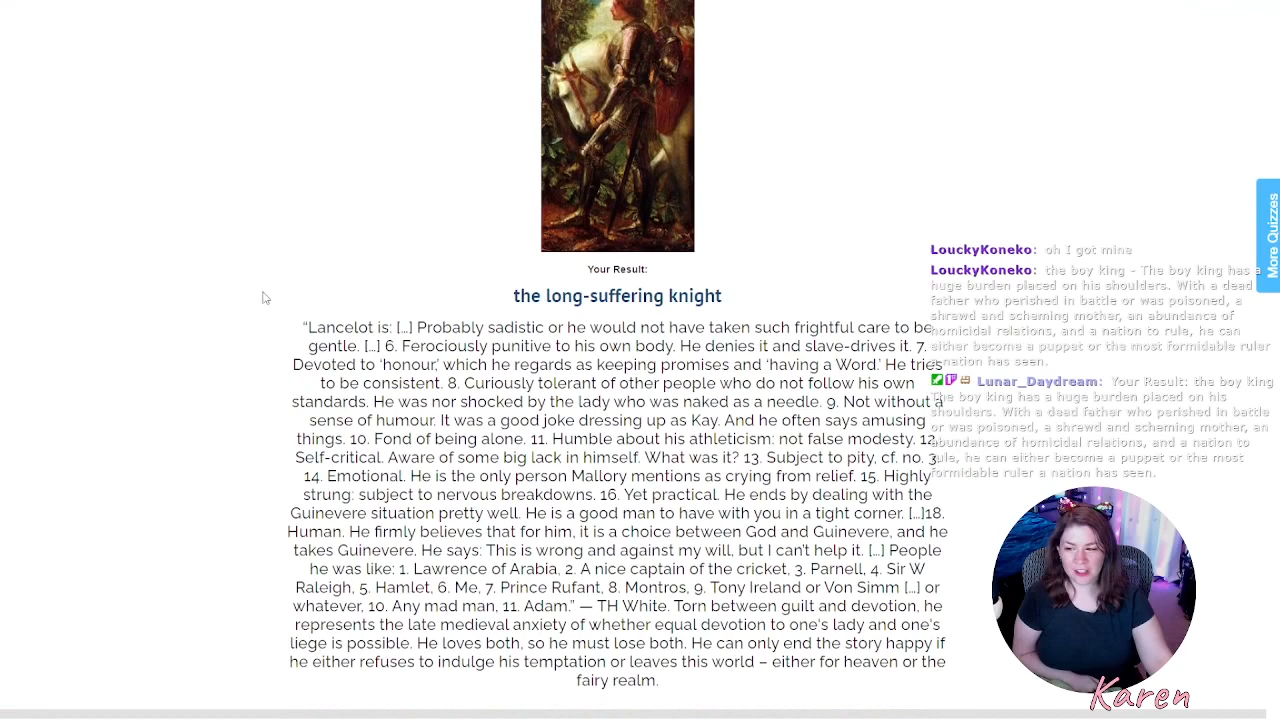 Your Result:
the long-suffering knight
“Lancelot is: [...] Probably sadistic or he would not have taken such frightful care to be
gentle. [...] 6. Ferociously punitive to his own body. He denies it and slave-drives it. 7.
Devoted to ‘honour,’ which he regards as keeping promises and ‘having a Word.’ He tries
to be consistent. 8. Curiously tolerant of other people who do not follow his own
standards. He was nor shocked by the lady who was naked as a needle. 9. Not without a
sense of humour. It was a good joke dressing up as Kay. And he often says amusing
things. 10. Fond of being alone. 11. Humble about his athleticism: not false modesty. 12.
Self-critical. Aware of some big lack in himself. What was it? 13. Subject to pity, cf. no. 3.
14. Emotional. He is the only person Mallory mentions as crying from relief. 15. Highly
strung: subject to nervous breakdowns. 16. Yet practical. He ends by dealing with the
Guinevere situation pretty well. He is a good man to have with you in a tight corner. [...]18.
Human. He firmly believes that for him, it is a choice between God and Guinevere, and he
takes Guinevere. He says: This is wrong and against my will, but I can’t help it. [...] People
he was like: 1. Lawrence of Arabia, 2. A nice captain of the cricket, 3. Parnell, 4. Sir W
Raleigh, 5. Hamlet, 6. Me, 7. Prince Rufant, 8. Montros, 9. Tony Ireland or Von Simm [...] or
whatever, 10. Any mad man, 11. Adam.” — TH White. Torn between guilt and devotion, he
represents the late medieval anxiety of whether equal devotion to one's lady and one's
liege is possible. He loves both, so he must lose both. He can only end the story happy if
he either refuses to indulge his temptation or leaves this world – either for heaven or the
fairy realm.
More Quizzes
LouckyKoneko: oh I got mine
LouckyKoneko: the boy king - The boy king has a
huge burden placed on his shoulders. With a dead
father who perished in battle or was poisoned, a
shrewd and scheming mother, an abundance of
homicidal relations, and a nation to rule, he can
either become a puppet or the most formidable ruler
a nation has seen.
Lunar_Daydream: Your Result: the boy king
The boy king has a huge burden placed on his
shoulders. With a dead father who perished in battle
or was poisoned, a shrewd and scheming mother, an
abundance of homicidal relations, and a nation to
rule, he can either become a puppet or the most
formidable ruler a nation has seen.
Karen